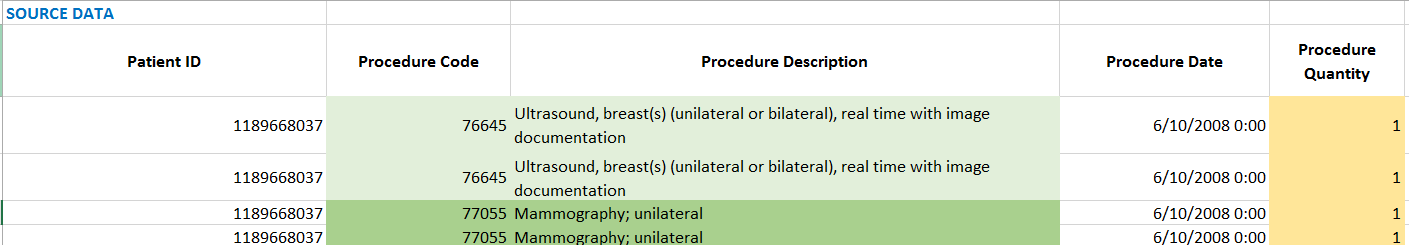 SOURCE DATA
Patient ID Procedure Code Procedure Description Procedure Date Procedure Quantity
1189668037 76645 Ultrasound, breast(s) (unilateral or bilateral), real time with image documentation 6/10/2008 0:00 1
1189668037 76645 Ultrasound, breast(s) (unilateral or bilateral), real time with image documentation 6/10/2008 0:00 1
1189668037 77055 Mammography; unilateral 6/10/2008 0:00 1
1189668037 77055 Mammography; unilateral 6/10/2008 0:00 1